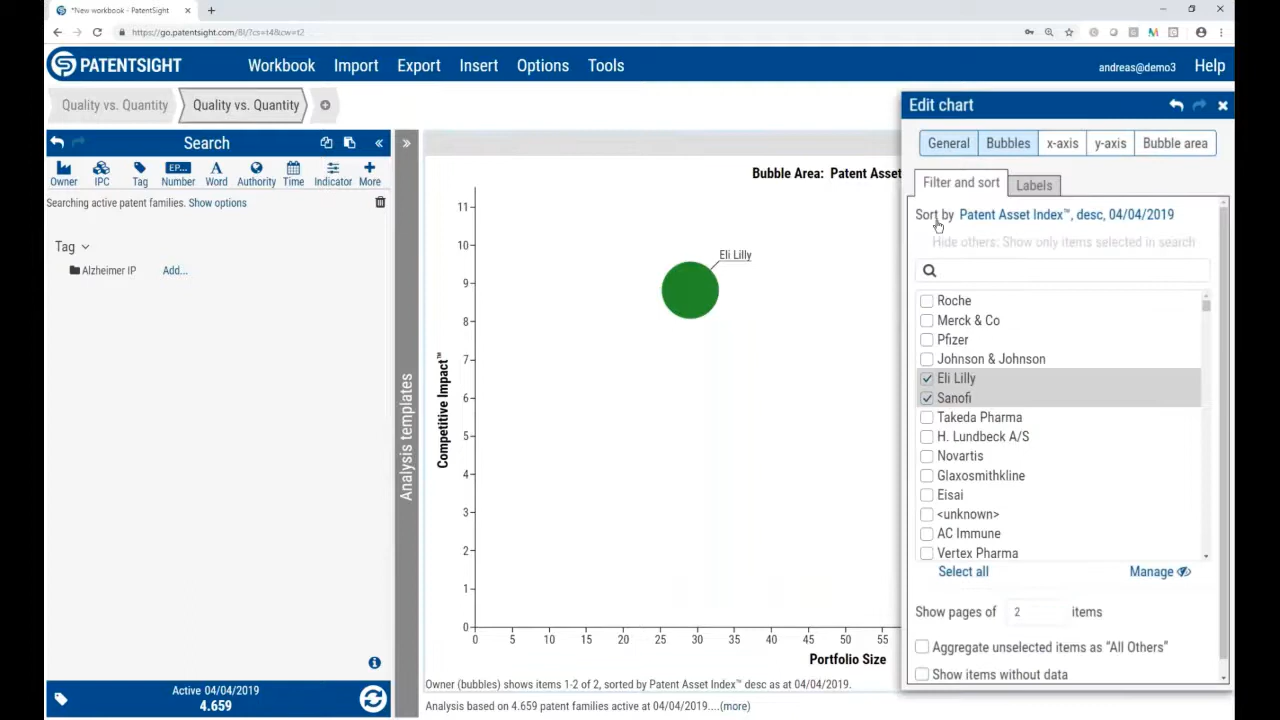 *New workbook - PatentSight
https://go.patentsight.com/8l/?cs=t4&cw=t2
PATENTSIGHT
Workbook Import Export Insert Options Tools
andreas@demo3 Help
Quality vs. Quantity
Quality vs. Quantity
Search
Owner IPC Tag Number Word Authority Time Indicator More
EP...
Searching active patent families. Show options
Tag
Alzheimer IP Add...
Active 04/04/2019
4.659
Analysis templates
Bubble Area: Patent Asset
Competitive Impact™
11
10
9
8
7
6
5
4
3
2
1
0
Eli Lilly
0 5 10 15 20 25 30 35 40 45 50 55
Portfolio Size
Owner (bubbles) shows items 1-2 of 2, sorted by Patent Asset Index™ desc as at 04/04/2019.
Analysis based on 4.659 patent families active at 04/04/2019....(more)
Edit chart
General Bubbles x-axis y-axis Bubble area
Filter and sort Labels
Sort by Patent Asset Index™, desc, 04/04/2019
Hide others: Show only items selected in search
Roche
Merck & Co
Pfizer
Johnson & Johnson
Eli Lilly
Sanofi
Takeda Pharma
H. Lundbeck A/S
Novartis
Glaxosmithkline
Eisai
<unknown>
AC Immune
Vertex Pharma
Select all Manage
Show pages of 2 items
Aggregate unselected items as “All Others”
Show items without data